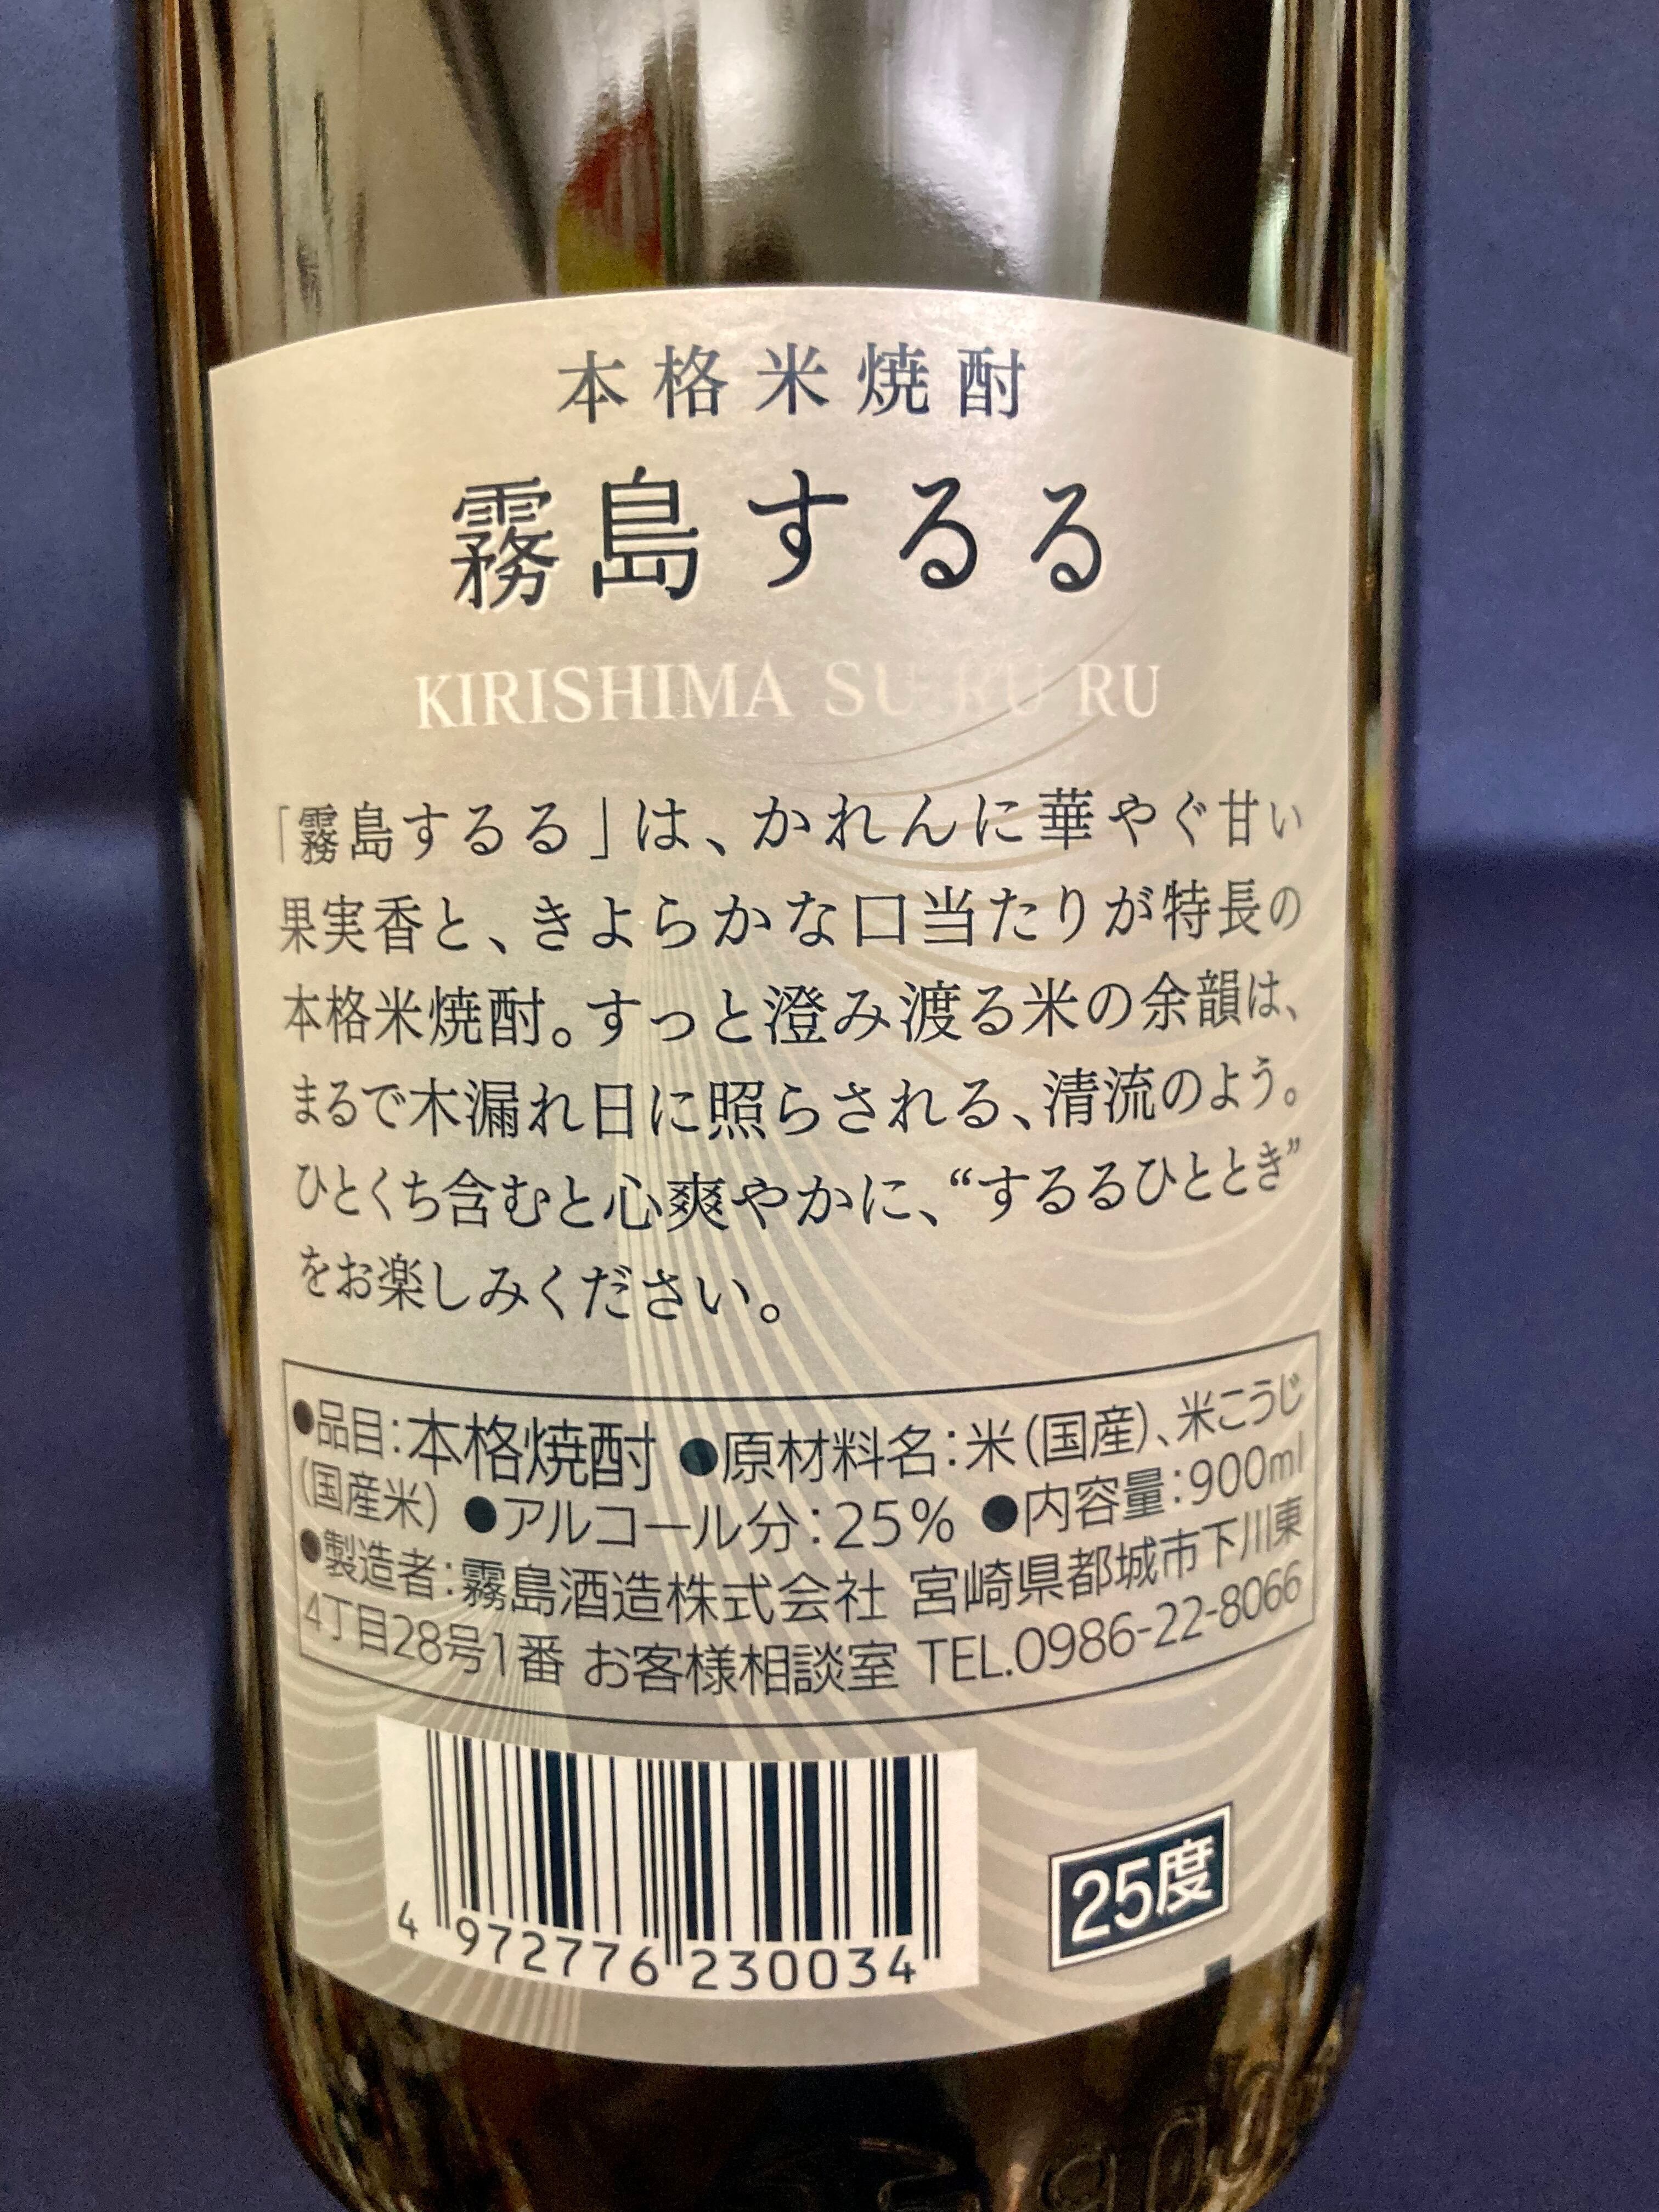 本格米焼酎
霧島するる
KIRISHIMA SU RU RU
「霧島するる」は、かれんに華やぐ甘い
果実香と、きよらかな口当たりが特長の
本格米焼酎。すっと澄み渡る米の余韻は、
まるで木漏れ日に照らされる、清流のよう。
ひとくち含むと心爽やかに、“するるひととき”
をお楽しみください。
●品目：本格焼酎 ●原材料名：米（国産）、米こうじ
（国産米） ●アルコール分：25% ●内容量：900ml
●製造者：霧島酒造株式会社 宮崎県都城市下川東
4丁目28号1番 お客様相談室 TEL.0986-22-8066
4 972776 230034
25度
900